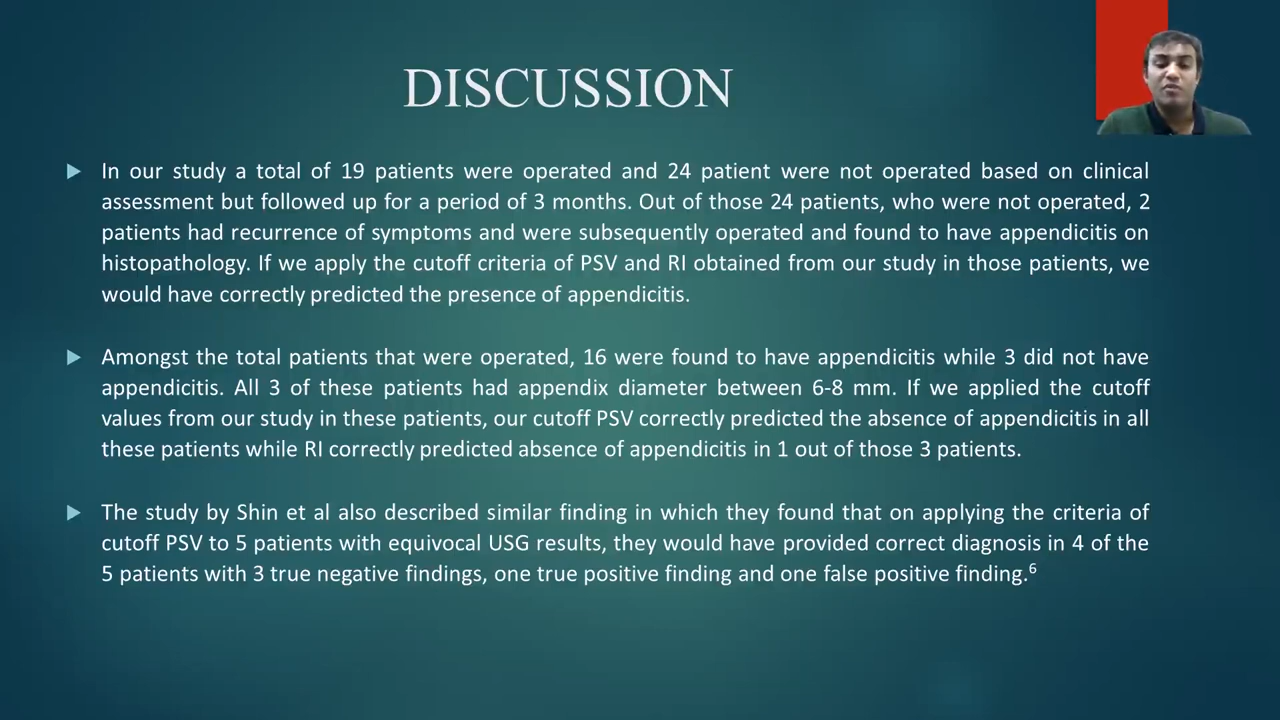 DISCUSSION
In our study a total of 19 patients were operated and 24 patient were not operated based on clinical
assessment but followed up for a period of 3 months. Out of those 24 patients, who were not operated, 2
patients had recurrence of symptoms and were subsequently operated and found to have appendicitis on
histopathology. If we apply the cutoff criteria of PSV and RI obtained from our study in those patients, we
would have correctly predicted the presence of appendicitis.
Amongst the total patients that were operated, 16 were found to have appendicitis while 3 did not have
appendicitis. All 3 of these patients had appendix diameter between 6-8 mm. If we applied the cutoff
values from our study in these patients, our cutoff PSV correctly predicted the absence of appendicitis in all
these patients while RI correctly predicted absence of appendicitis in 1 out of those 3 patients.
The study by Shin et al also described similar finding in which they found that on applying the criteria of
cutoff PSV to 5 patients with equivocal USG results, they would have provided correct diagnosis in 4 of the
5 patients with 3 true negative findings, one true positive finding and one false positive finding.⁶